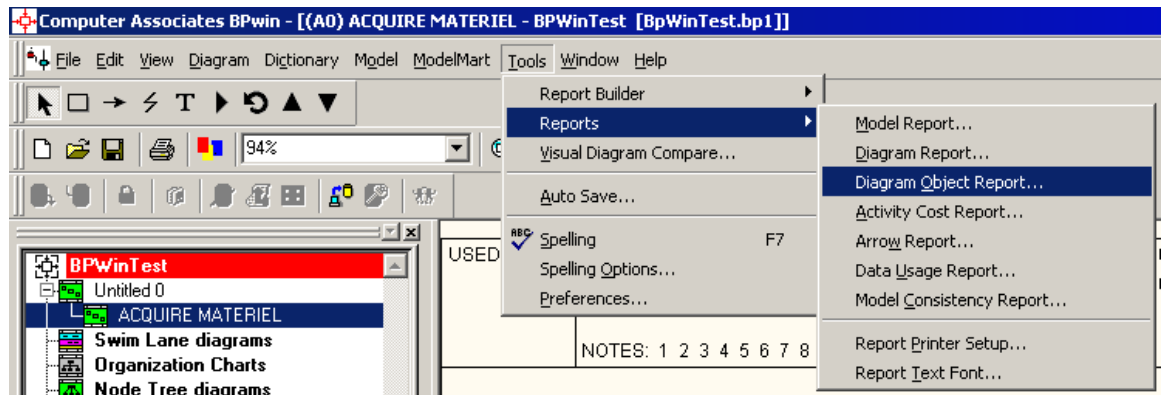 Computer Associates BPwin - [(A0) ACQUIRE MATERIEL - BPWinTest [BpWinTest.bp1]]
File Edit View Diagram Dictionary Model ModelMart Tools Window Help
T
94%
Report Builder
Reports
Visual Diagram Compare...
Auto Save...
ABC Spelling F7
Spelling Options...
Preferences...
Model Report...
Diagram Report...
Diagram Object Report...
Activity Cost Report...
Arrow Report...
Data Usage Report...
Model Consistency Report...
Report Printer Setup...
Report Text Font...
BPWinTest
Untitled 0
ACQUIRE MATERIEL
Swim Lane diagrams
Organization Charts
Node Tree diagrams
USED
NOTES: 1 2 3 4 5 6 7 8